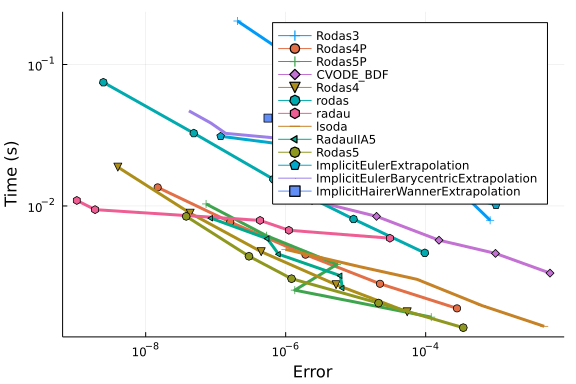 Rodas3
Rodas4P
Rodas5P
CVODE_BDF
Rodas4
rodas
radau
lsoda
RadauIIA5
Rodas5
ImplicitEulerExtrapolation
ImplicitEulerBarycentricExtrapolation
ImplicitHairerWannerExtrapolation
10⁻¹
10⁻²
Time (s)
10⁻⁸
10⁻⁶
10⁻⁴
Error